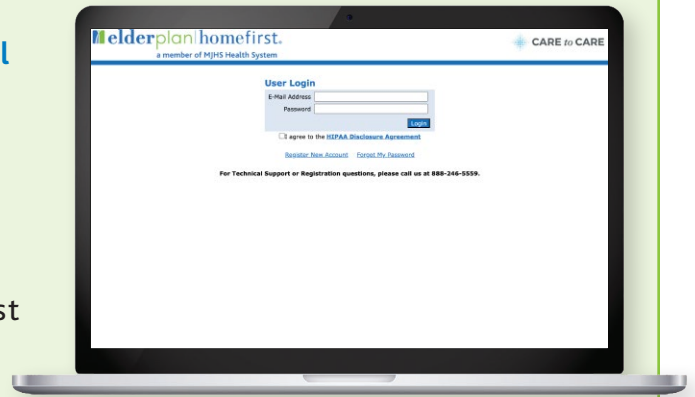 l
elderplan|homefirst.
a member of MJHS Health System
CARE to CARE
User Login
E-Mail Address
Password
Login
I agree to the HIPAA Disclosure Agreement
Register New Account Forgot My Password
For Technical Support or Registration questions, please call us at 888-246-5559.
st